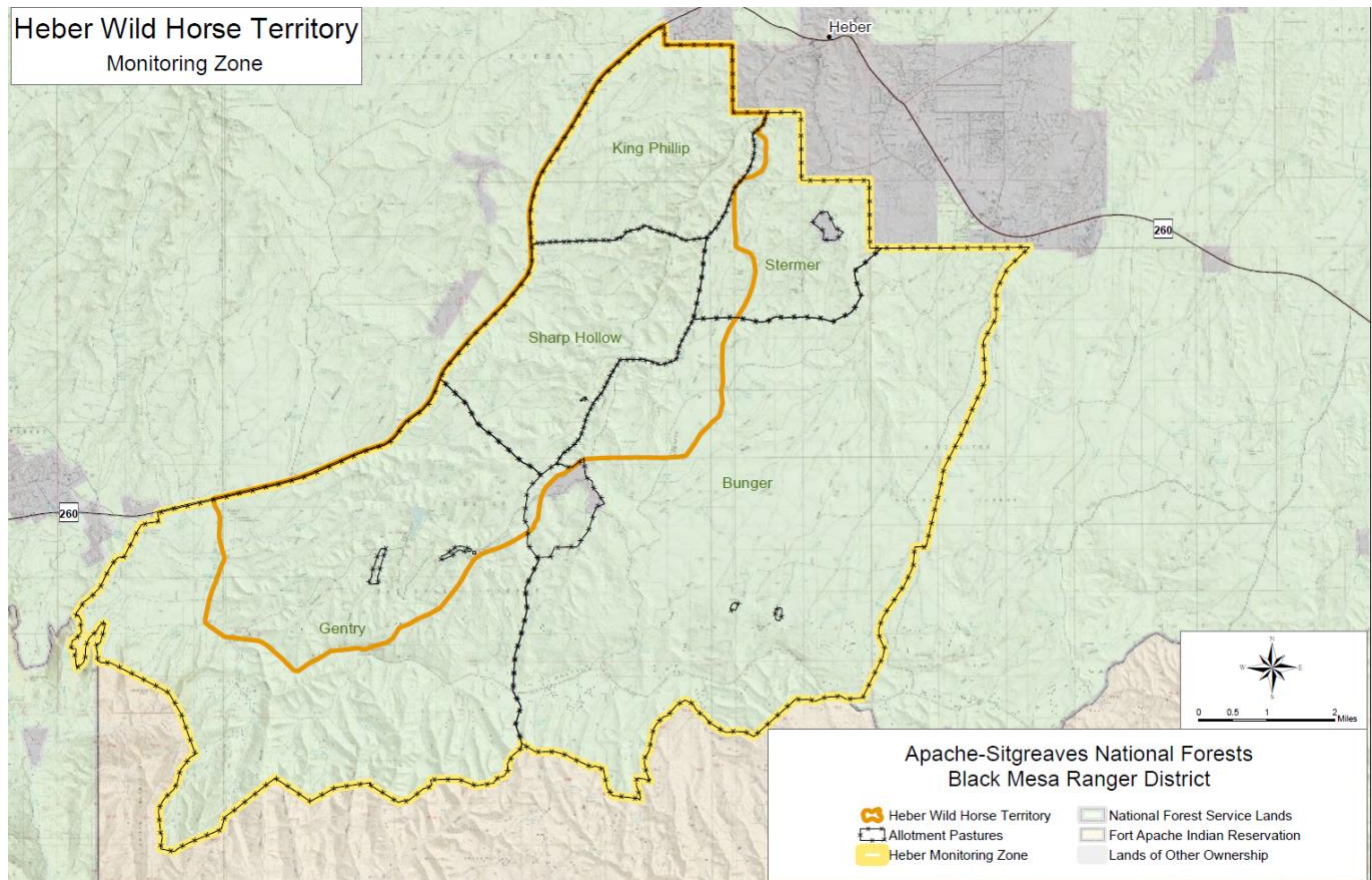 Heber Wild Horse Territory
Monitoring Zone
Heber
King Phillip
260
Stermer
Sharp Hollow
Bunger
260
Gentry
N
W
E
S
0 0.5 1 2 Miles
Apache-Sitgreaves National Forests
Black Mesa Ranger District
Heber Wild Horse Territory
National Forest Service Lands
Allotment Pastures
Fort Apache Indian Reservation
Heber Monitoring Zone
Lands of Other Ownership